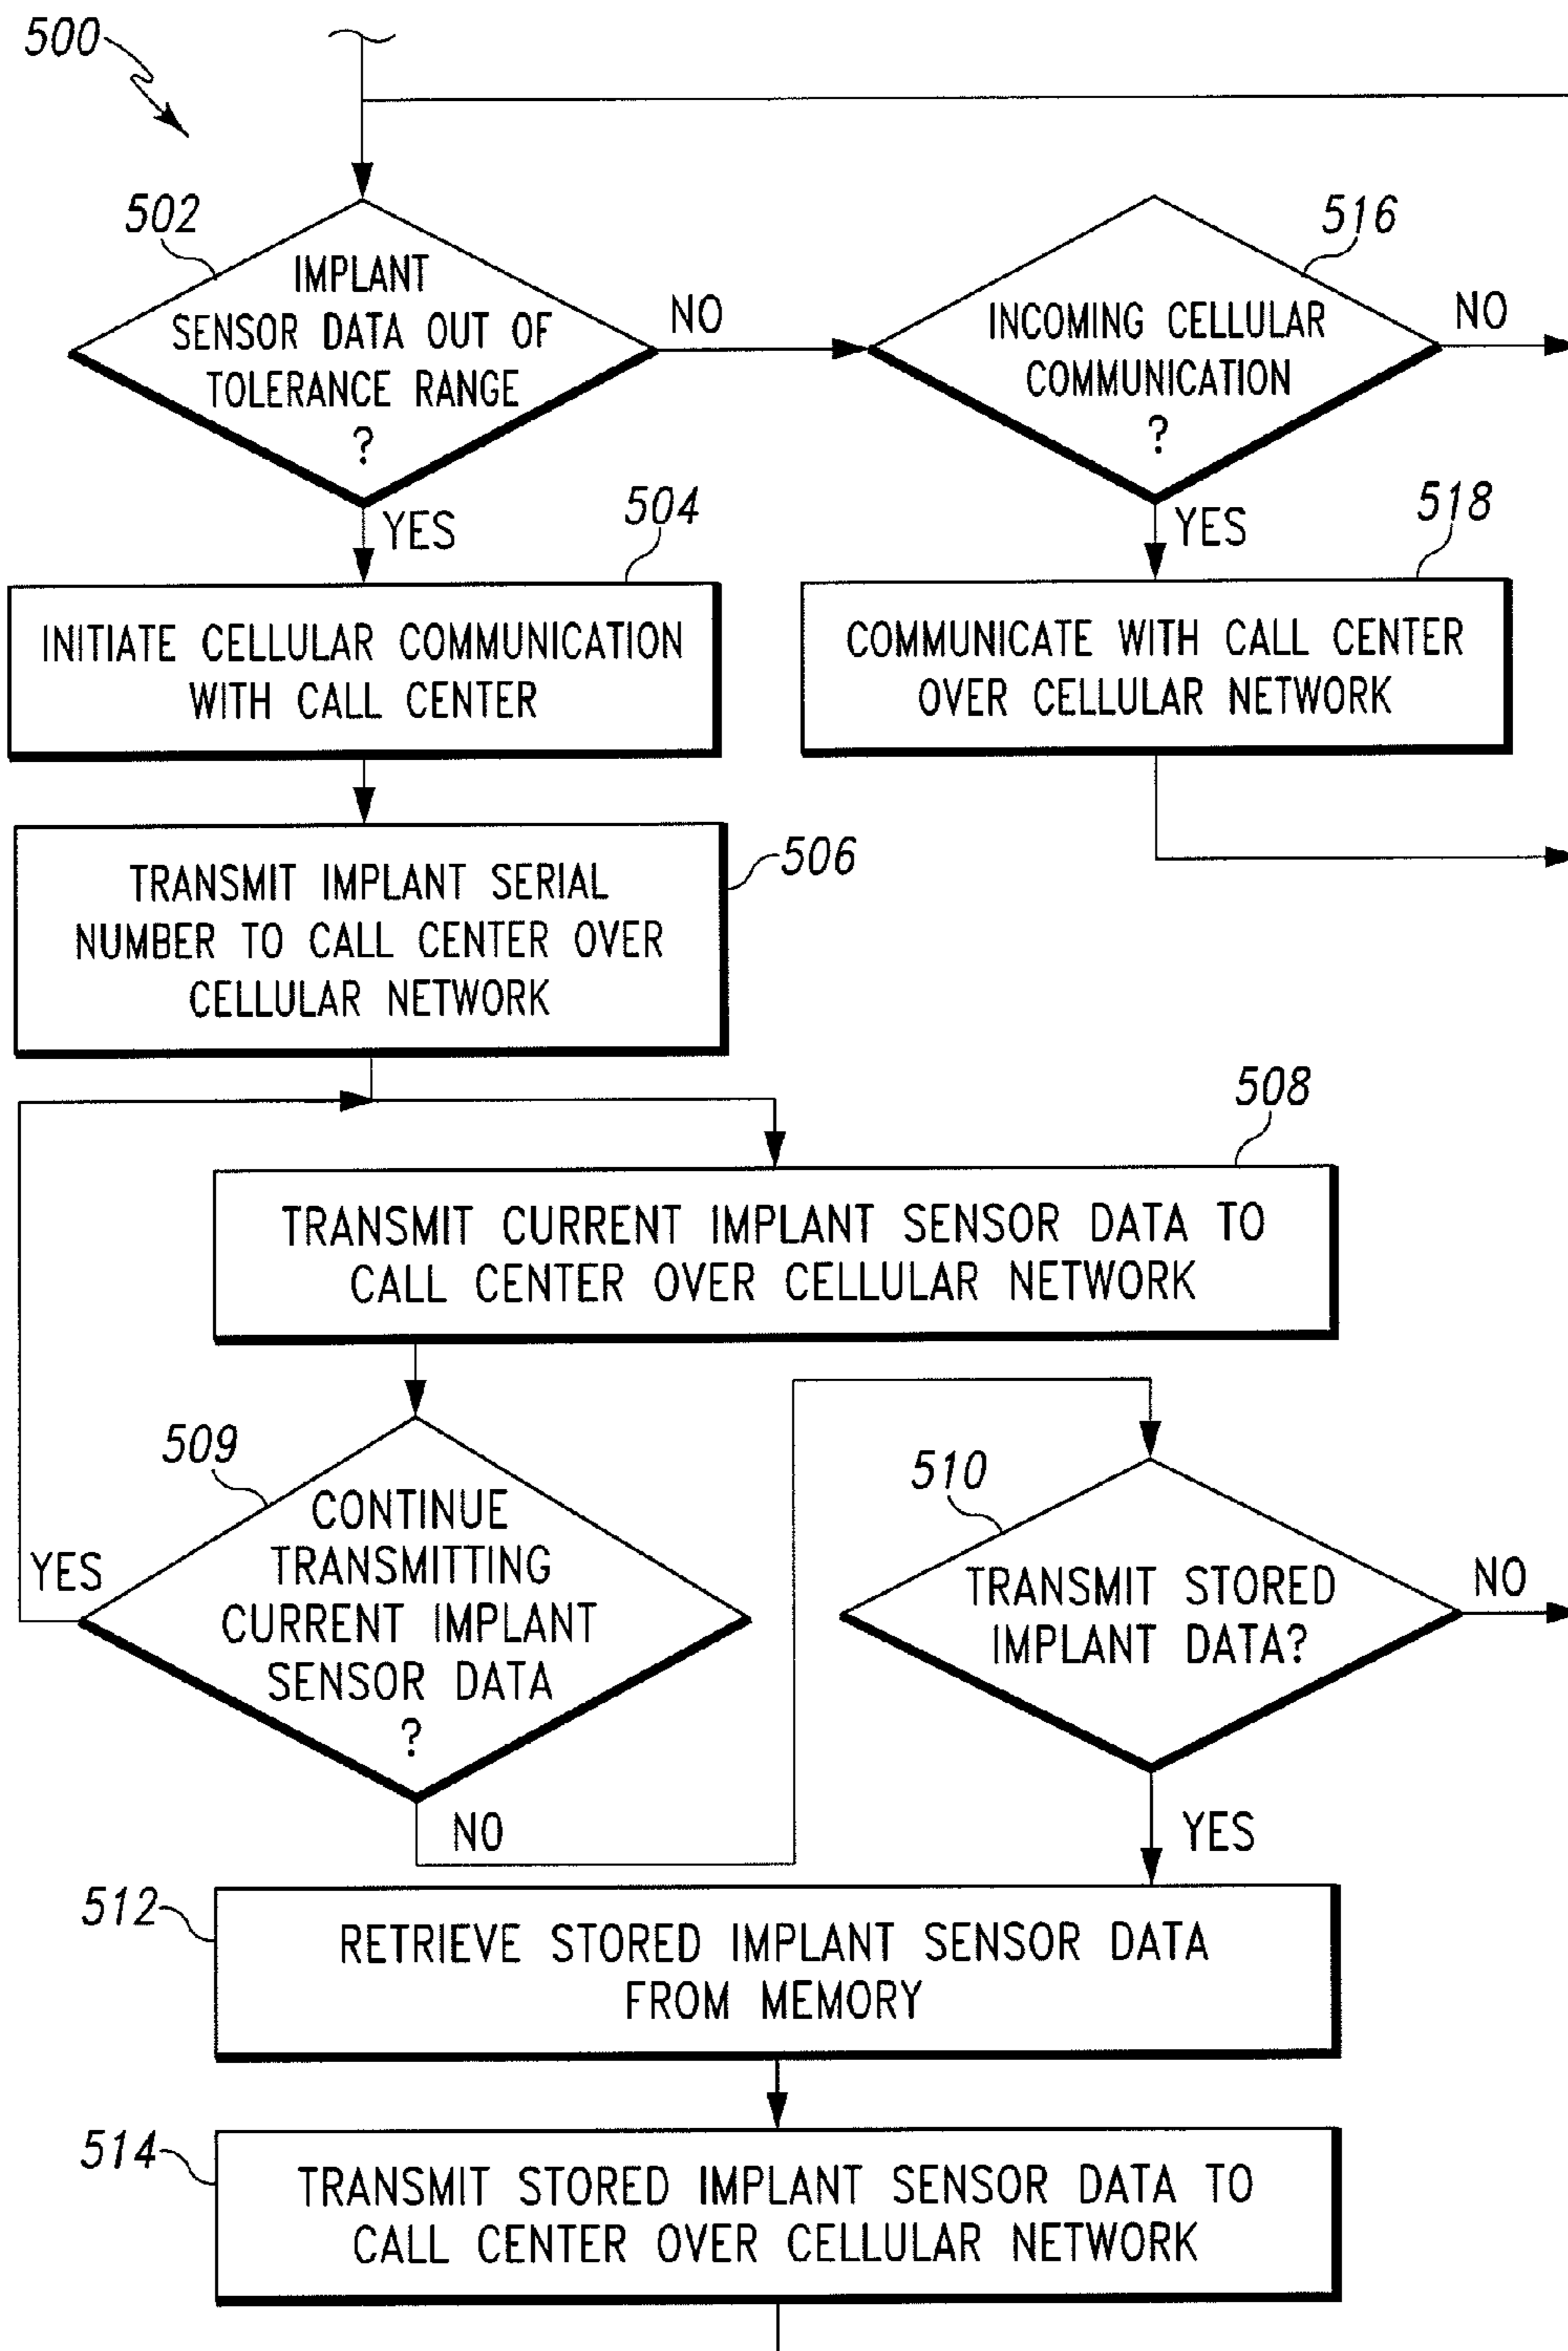 500
502
IMPLANT
SENSOR DATA OUT OF
TOLERANCE RANGE
?
NO
YES
516
INCOMING CELLULAR
COMMUNICATION
?
NO
YES
504
INITIATE CELLULAR COMMUNICATION
WITH CALL CENTER
518
COMMUNICATE WITH CALL CENTER
OVER CELLULAR NETWORK
506
TRANSMIT IMPLANT SERIAL
NUMBER TO CALL CENTER OVER
CELLULAR NETWORK
508
TRANSMIT CURRENT IMPLANT SENSOR DATA TO
CALL CENTER OVER CELLULAR NETWORK
509
CONTINUE
TRANSMITTING
CURRENT IMPLANT
SENSOR DATA
?
YES
NO
510
TRANSMIT STORED
IMPLANT DATA?
NO
YES
512
RETRIEVE STORED IMPLANT SENSOR DATA
FROM MEMORY
514
TRANSMIT STORED IMPLANT SENSOR DATA TO
CALL CENTER OVER CELLULAR NETWORK